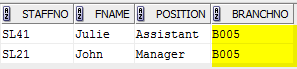 STAFFNO FNAME POSITION BRANCHNO
SL41 Julie Assistant B005
SL21 John Manager B005